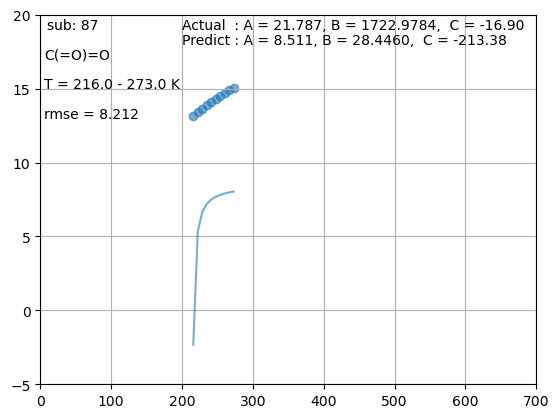 sub: 87
Actual : A = 21.787, B = 1722.9784, C = -16.90
Predict : A = 8.511, B = 28.4460, C = -213.38
C(=O)=O
T = 216.0 - 273.0 K
rmse = 8.212
20
15
10
5
0
−5
0 100 200 300 400 500 600 700